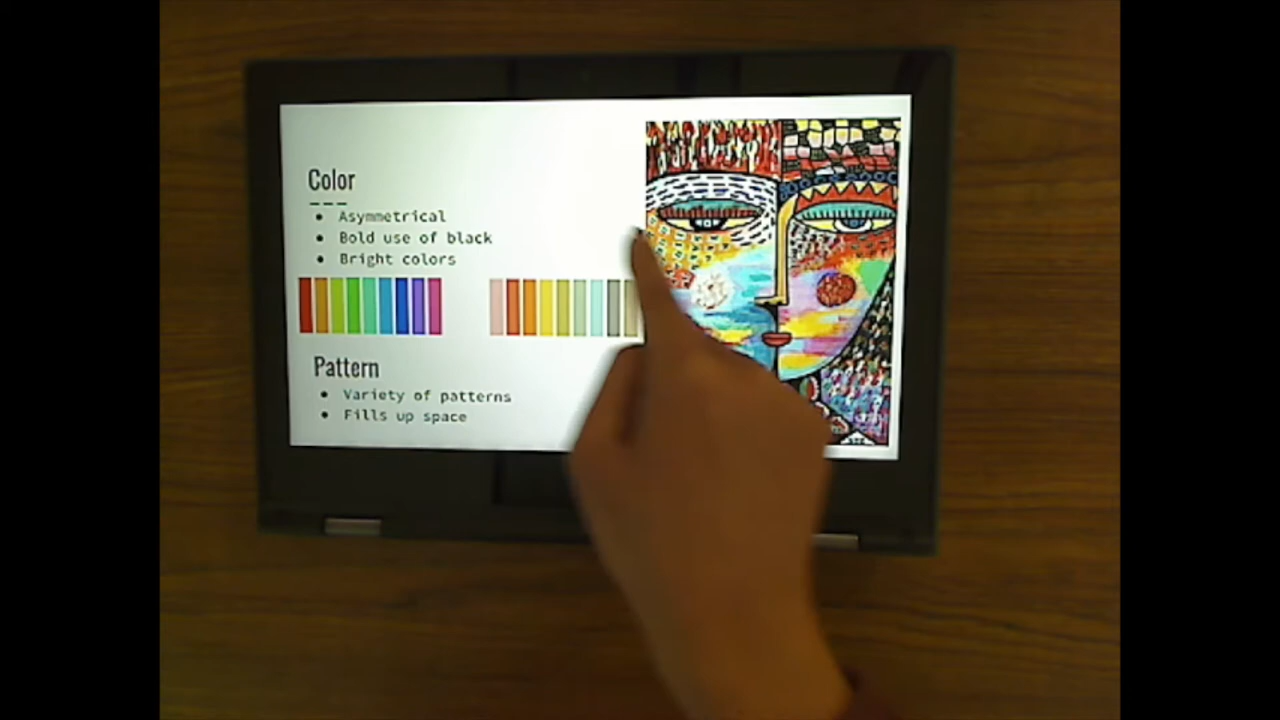 Color
• Asymmetrical
• Bold use of black
• Bright colors
Pattern
• Variety of patterns
• Fills up space